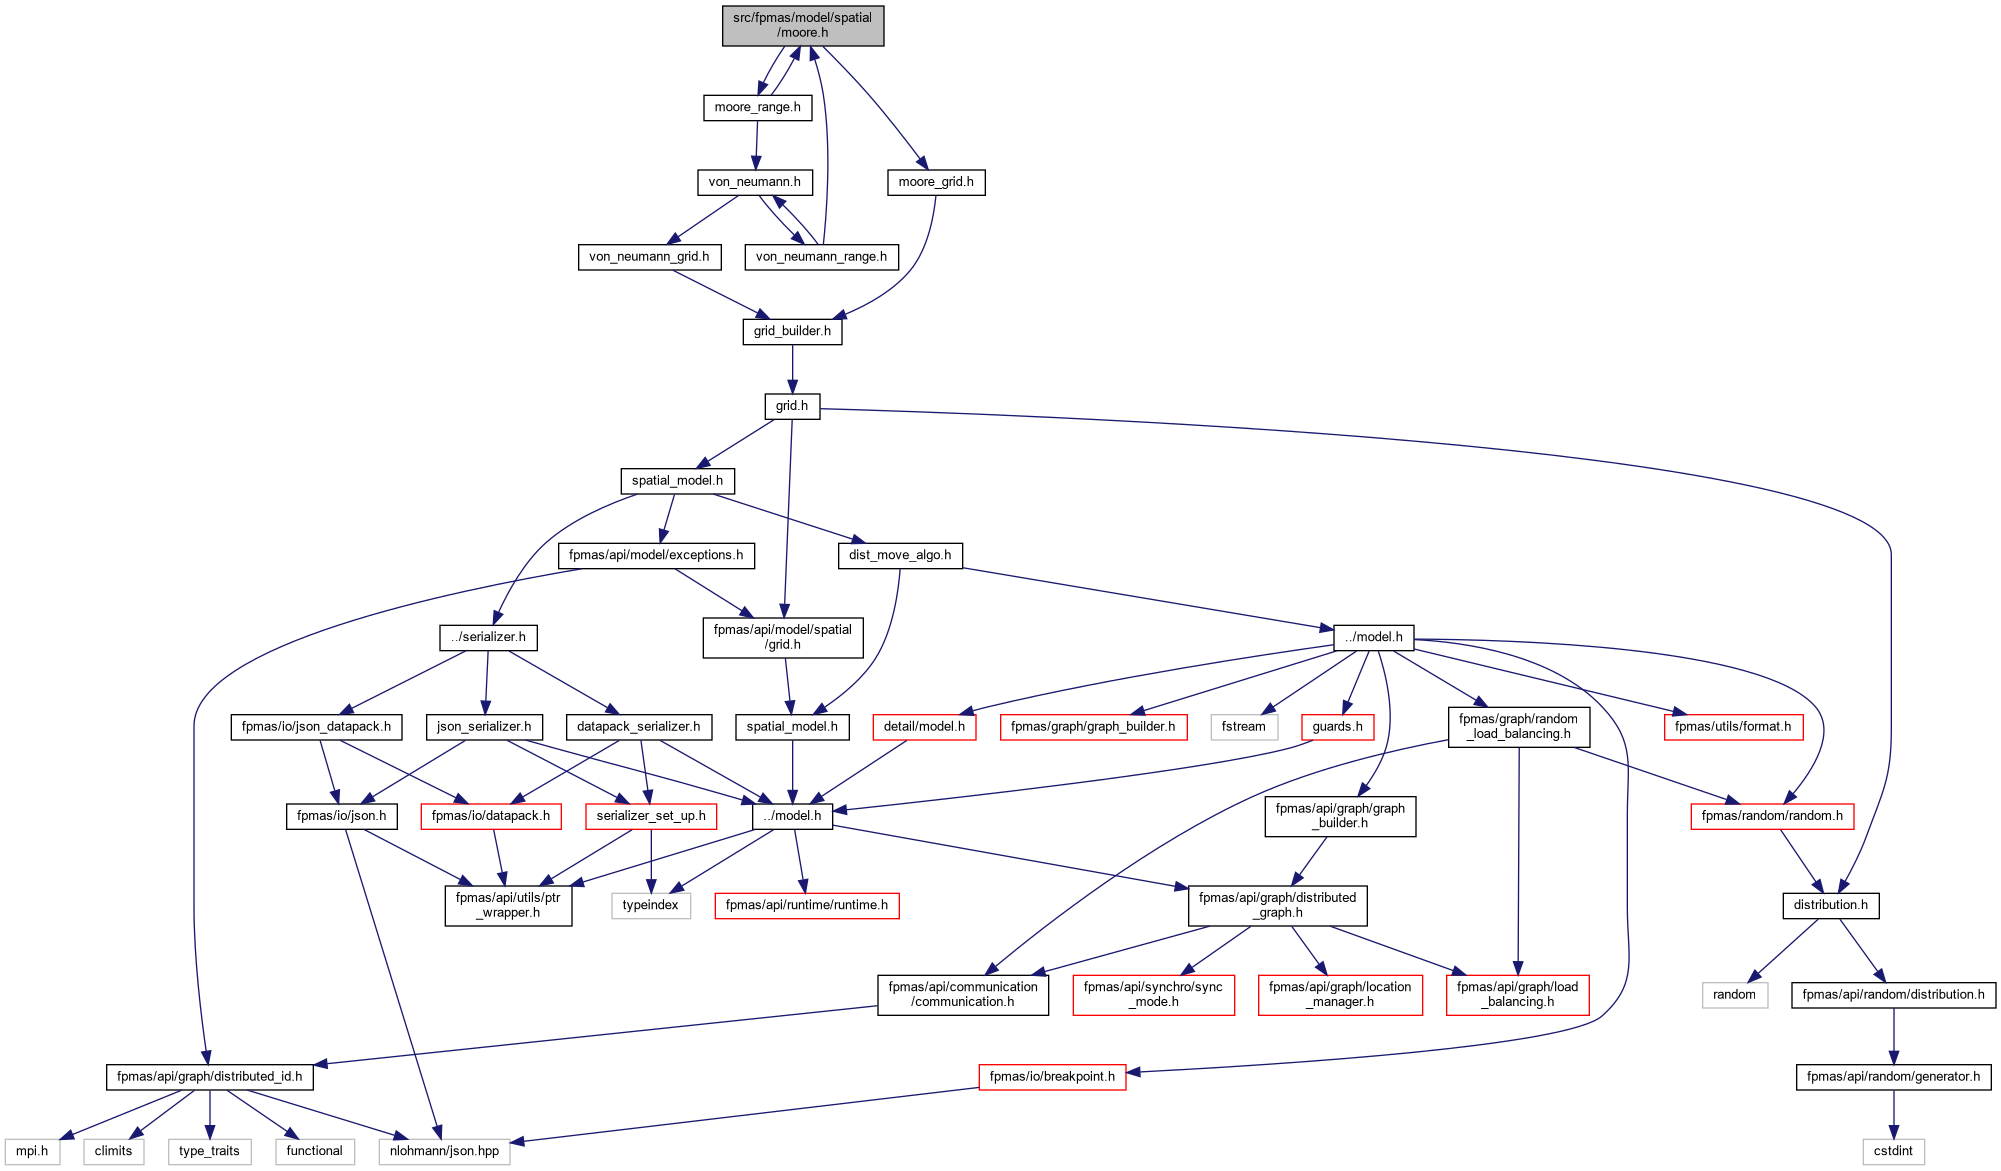 src/fpmas/model/spatial
/moore.h
moore_range.h
von_neumann.h
moore_grid.h
von_neumann_grid.h
von_neumann_range.h
grid_builder.h
grid.h
spatial_model.h
fpmas/api/model/exceptions.h
dist_move_algo.h
../serializer.h
fpmas/api/model/spatial
/grid.h
../model.h
fpmas/io/json_datapack.h
json_serializer.h
datapack_serializer.h
spatial_model.h
detail/model.h
fpmas/graph/graph_builder.h
fstream
guards.h
fpmas/graph/random
_load_balancing.h
fpmas/utils/format.h
fpmas/io/json.h
fpmas/io/datapack.h
serializer_set_up.h
../model.h
fpmas/api/graph/graph
_builder.h
fpmas/random/random.h
fpmas/api/utils/ptr
_wrapper.h
typeindex
fpmas/api/runtime/runtime.h
fpmas/api/graph/distributed
_graph.h
distribution.h
fpmas/api/communication
/communication.h
fpmas/api/synchro/sync
_mode.h
fpmas/api/graph/location
_manager.h
fpmas/api/graph/load
_balancing.h
random
fpmas/api/random/distribution.h
fpmas/api/graph/distributed_id.h
fpmas/io/breakpoint.h
fpmas/api/random/generator.h
mpi.h
climits
type_traits
functional
nlohmann/json.hpp
cstdint